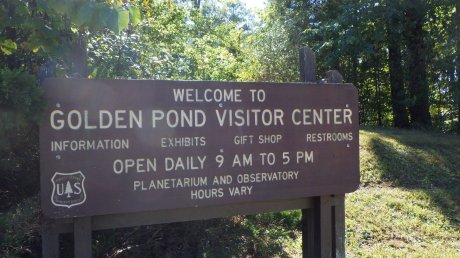 WELCOME TO
GOLDEN POND VISITOR CENTER
INFORMATION EXHIBITS GIFT SHOP RESTROOMS
OPEN DAILY 9 AM TO 5 PM
PLANETARIUM AND OBSERVATORY
HOURS VARY
U S